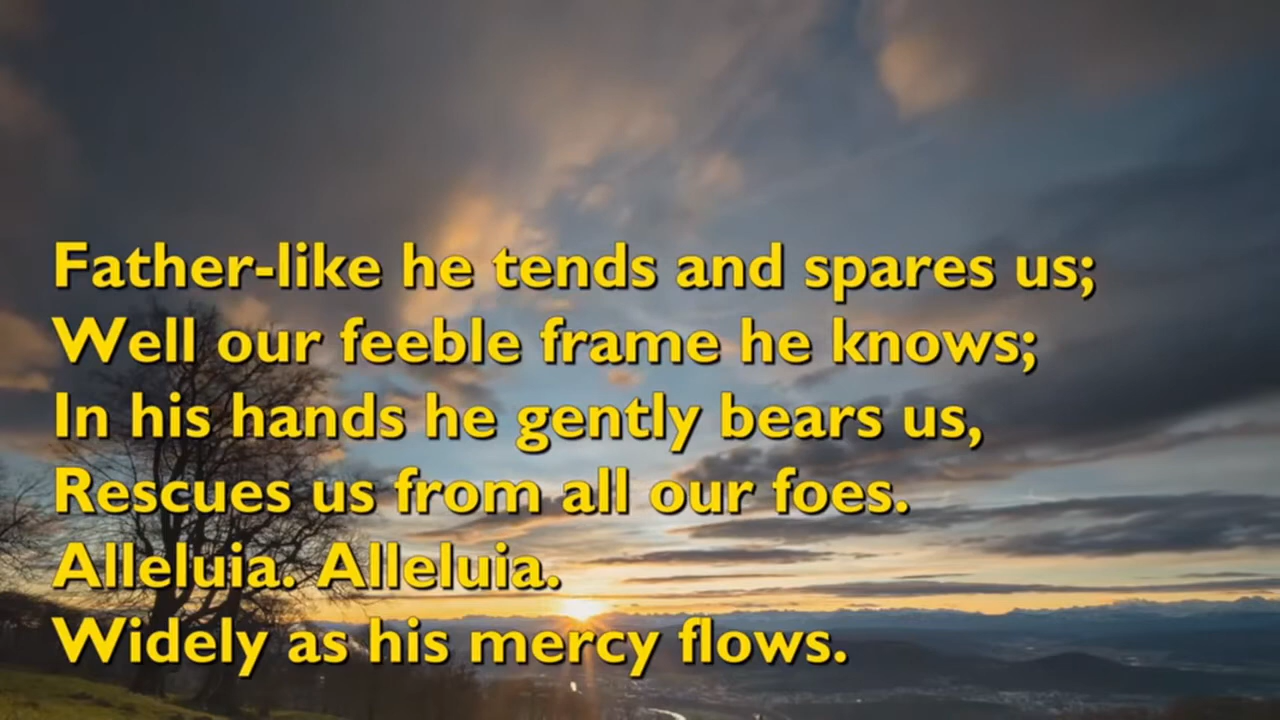 Father-like he tends and spares us;
Well our feeble frame he knows;
In his hands he gently bears us,
Rescues us from all our foes.
Alleluia. Alleluia.
Widely as his mercy flows.